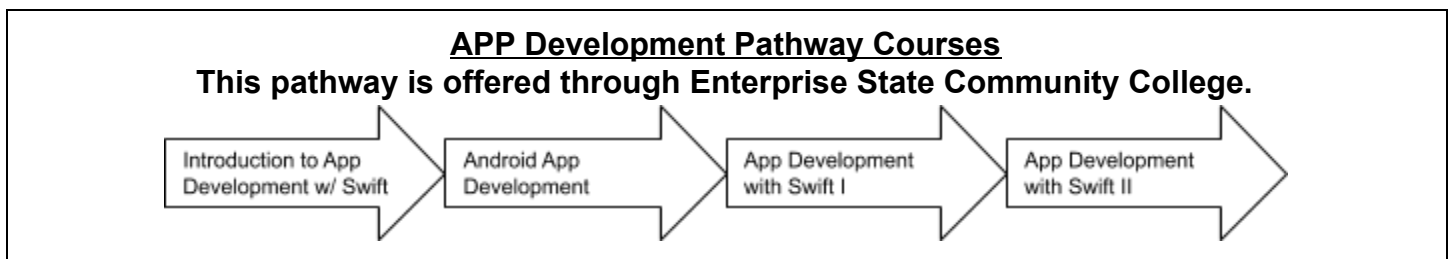 APP Development Pathway Courses
This pathway is offered through Enterprise State Community College.
Introduction to App
Development w/ Swift
Android App
Development
App Development
with Swift I
App Development
with Swift II